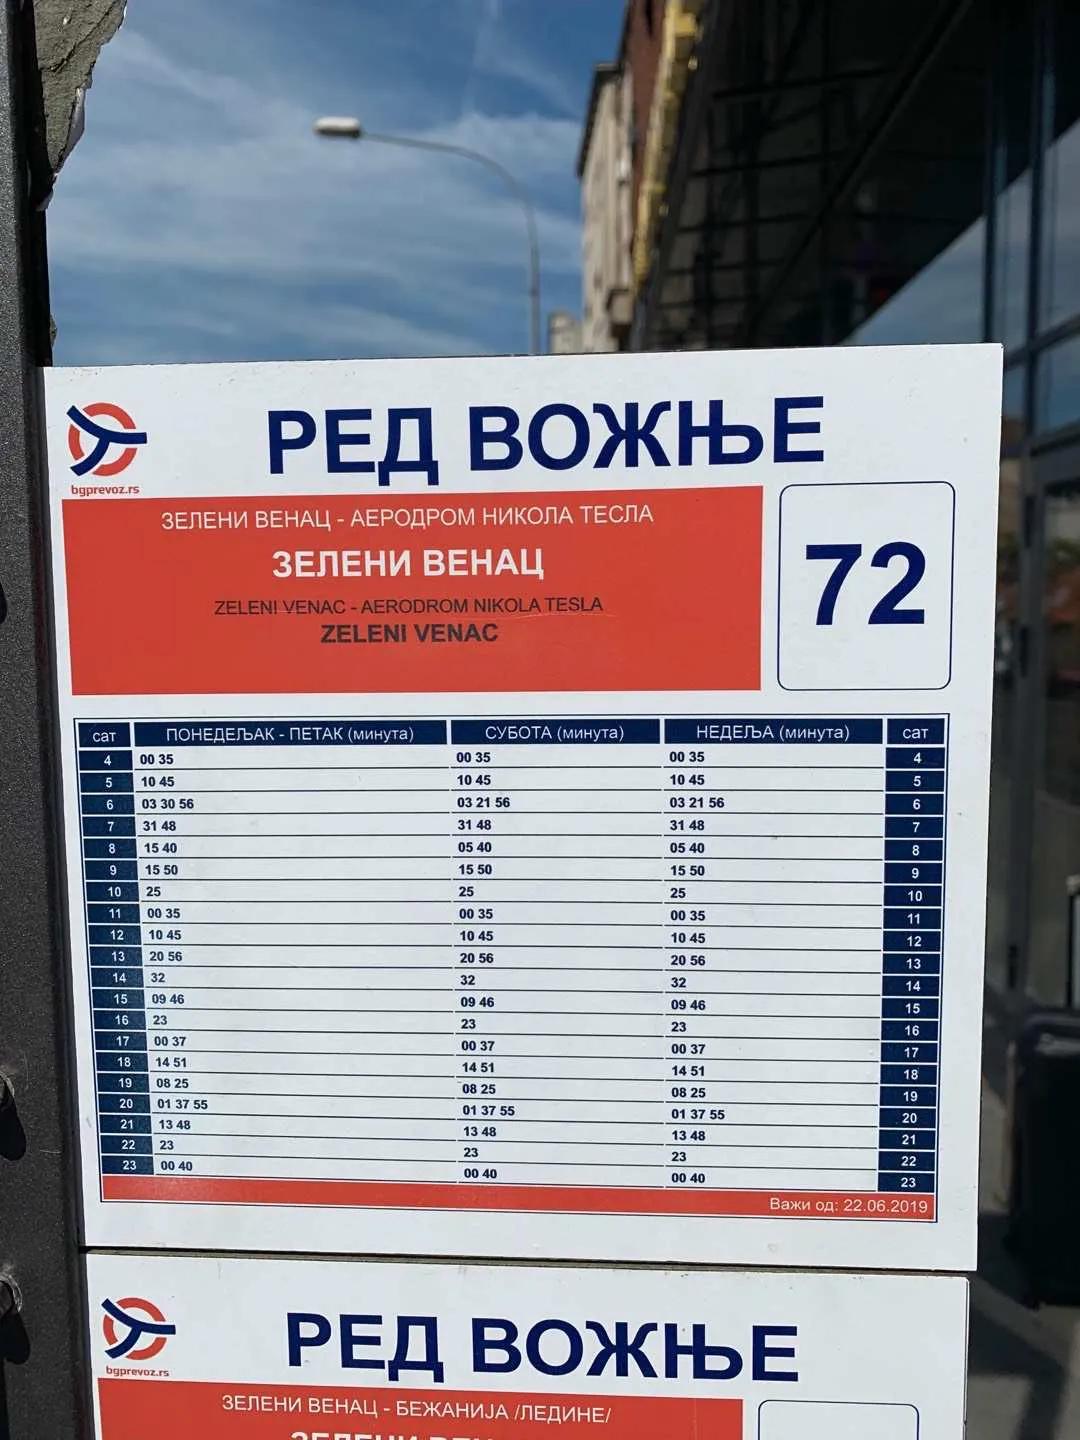 РЕД ВОЖЊЕ
bgprevoz.rs
ЗЕЛЕНИ ВЕНАЦ - АЕРОДРОМ НИКОЛА ТЕСЛА
ЗЕЛЕНИ ВЕНАЦ
ZELENI VENAC - AERODROM NIKOLA TESLA
ZELENI VENAC
72
сат ПОНЕДЕЉАК - ПЕТАК (минута) СУБОТА (минута) НЕДЕЉА (минута) сат
4 00 35 00 35 00 35 4
5 10 45 10 45 10 45 5
6 03 30 56 03 21 56 03 21 56 6
7 31 48 31 48 31 48 7
8 15 40 05 40 05 40 8
9 15 50 15 50 15 50 9
10 25 25 25 10
11 00 35 00 35 00 35 11
12 10 45 10 45 10 45 12
13 20 56 20 56 20 56 13
14 32 32 32 14
15 09 46 09 46 09 46 15
16 23 23 23 16
17 00 37 00 37 00 37 17
18 14 51 14 51 14 51 18
19 08 25 08 25 08 25 19
20 01 37 55 01 37 55 01 37 55 20
21 13 48 13 48 13 48 21
22 23 23 23 22
23 00 40 00 40 00 40 23
Важи од: 22.06.2019
РЕД ВОЖЊЕ
bgprevoz.rs
ЗЕЛЕНИ ВЕНАЦ - БЕЖАНИЈА /ЛЕДИНЕ/